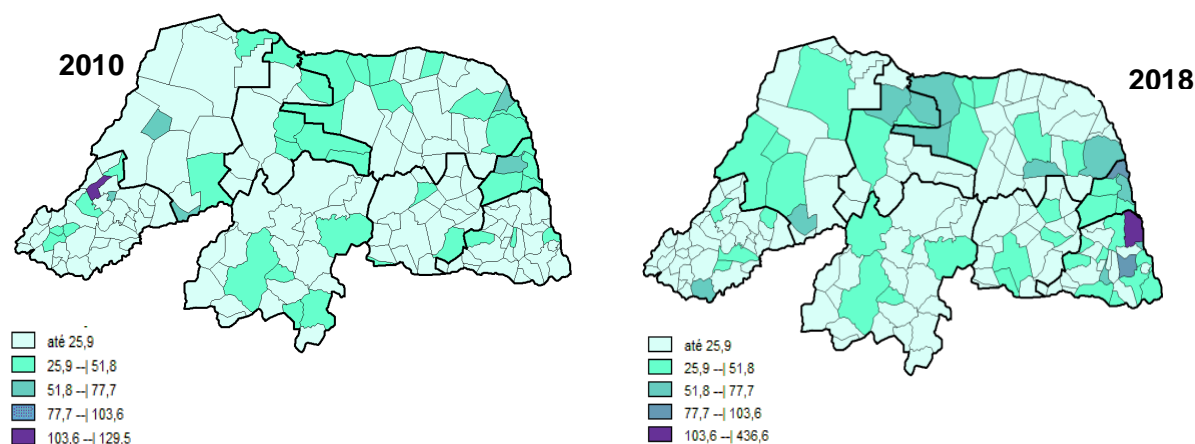 2010
até 25,9
25,9 --| 51,8
51,8 --| 77,7
77,7 --| 103,6
103,6 --| 129,5
2018
até 25,9
25,9 --| 51,8
51,8 --| 77,7
77,7 --| 103,6
103,6 --| 436,6